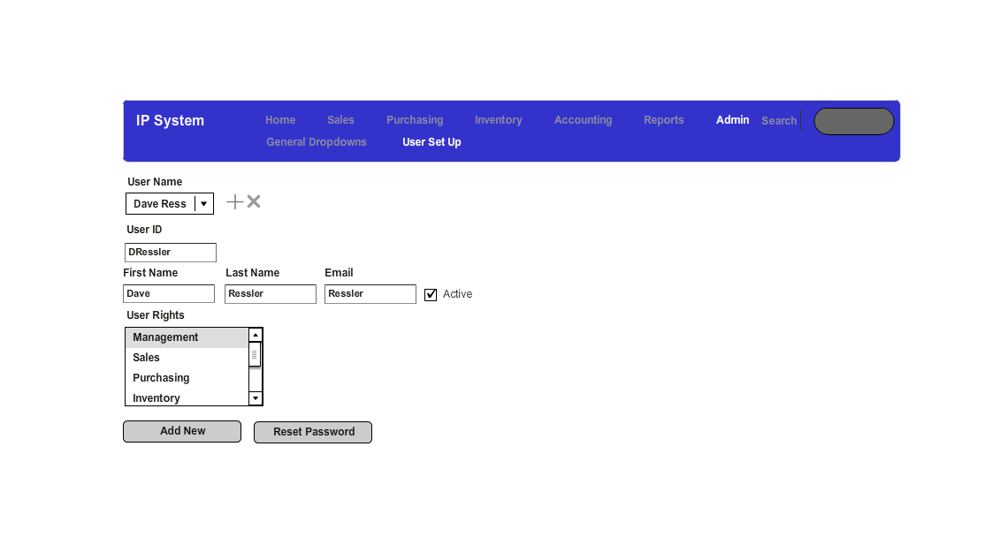 IP System Home Sales Purchasing Inventory Accounting Reports Admin Search
General Dropdowns User Set Up
User Name
Dave Ress
User ID
DRessler
First Name Last Name Email
Dave Ressler Ressler Active
User Rights
Management
Sales
Purchasing
Inventory
Add New Reset Password